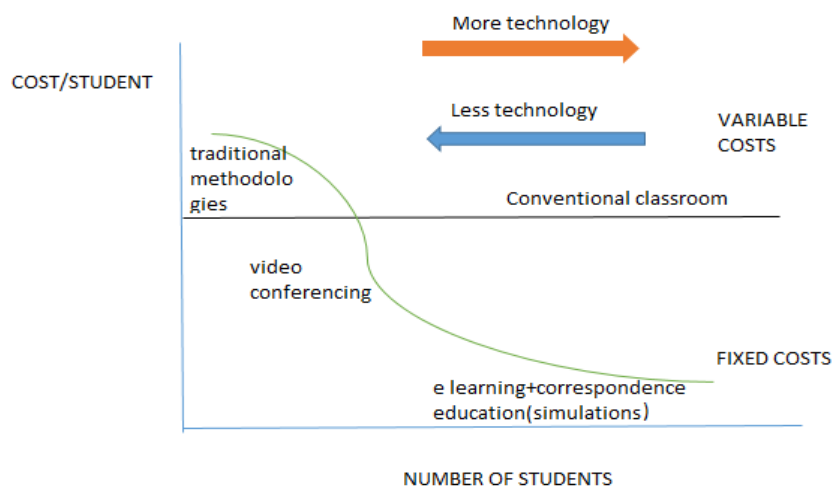 More technology
COST/STUDENT
Less technology
VARIABLE
COSTS
traditional
methodolo
gies
Conventional classroom
video
conferencing
FIXED COSTS
e learning+correspondence
education(simulations)
NUMBER OF STUDENTS